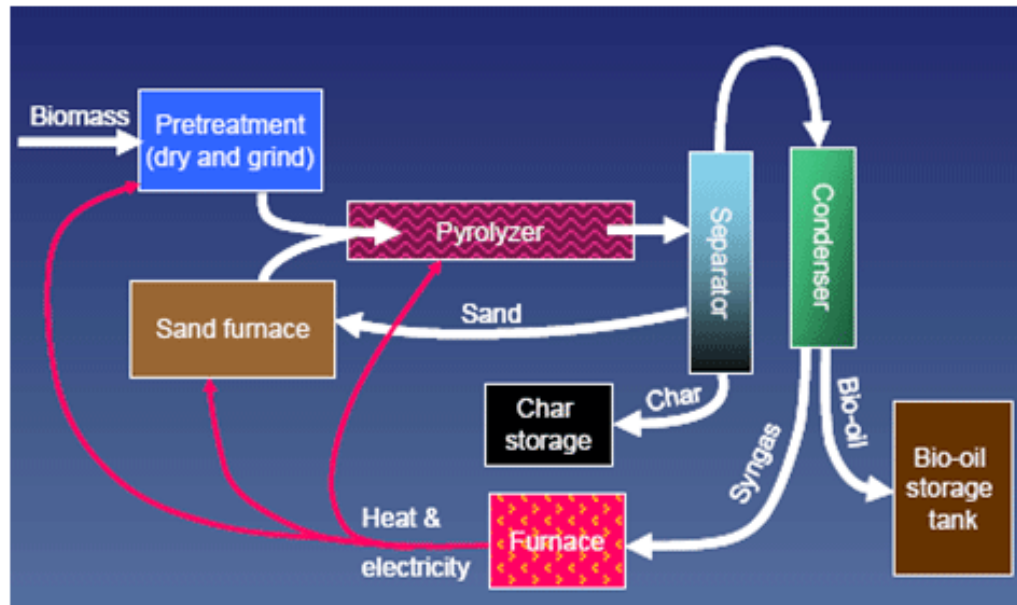 Biomass
Pretreatment
(dry and grind)
Pyrolyzer
Separator
Condenser
Sand furnace
Sand
Char
Char
storage
Syngas
Bio-oil
Bio-oil
storage
tank
Heat &
electricity
Furnace